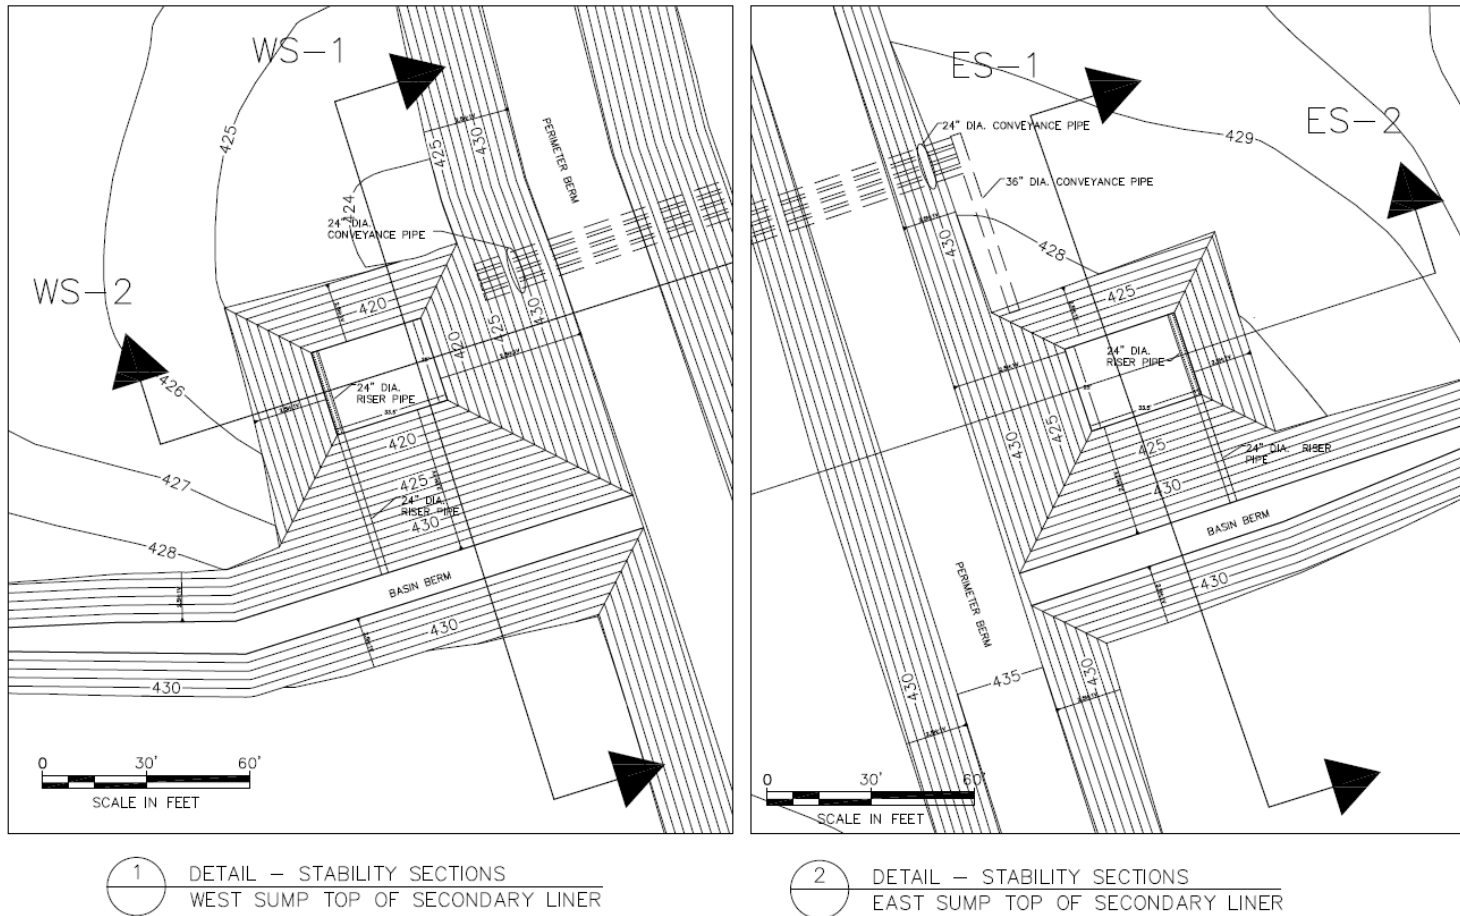 WS-1
WS-2
425
424
425
430
PERIMETER BERM
24" DIA.
CONVEYANCE PIPE
420
420
425
430
426
24" DIA.
RISER PIPE
33.5'
420
425
24" DIA.
RISER PIPE
430
427
428
BASIN BERM
430
430
0 30' 60'
SCALE IN FEET
1
DETAIL – STABILITY SECTIONS
WEST SUMP TOP OF SECONDARY LINER
ES-1
ES-2
24" DIA. CONVEYANCE PIPE
429
36" DIA. CONVEYANCE PIPE
430
428
425
24" DIA.
RISER PIPE
33.5'
425
430
425
24" DIA. RISER
PIPE
430
BASIN BERM
430
PERIMETER BERM
435
430
430
0 30' 60'
SCALE IN FEET
2
DETAIL – STABILITY SECTIONS
EAST SUMP TOP OF SECONDARY LINER